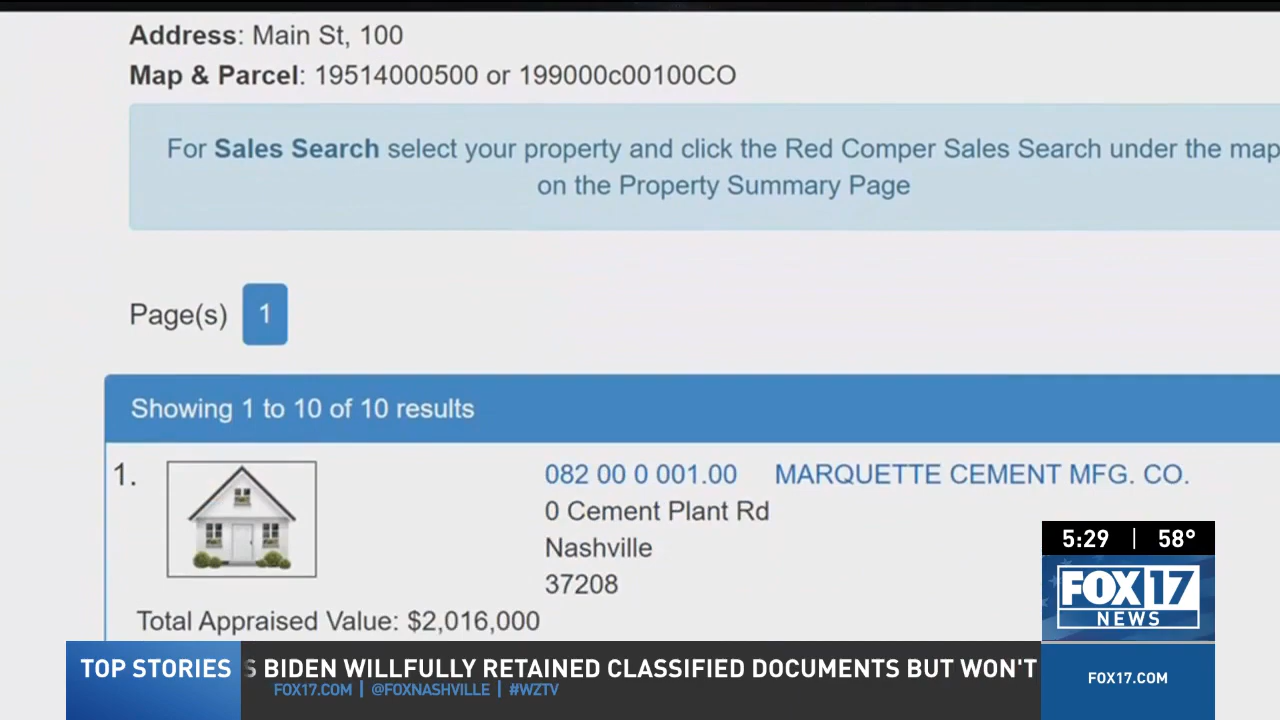 Address: Main St, 100
Map & Parcel: 19514000500 or 199000c00100CO
For Sales Search select your property and click the Red Comper Sales Search under the map
on the Property Summary Page
Page(s) 1
Showing 1 to 10 of 10 results
1.
082 00 0 001.00 MARQUETTE CEMENT MFG. CO.
0 Cement Plant Rd
Nashville
37208
Total Appraised Value: $2,016,000
5:29 | 58°
FOX 17
NEWS
TOP STORIES S BIDEN WILLFULLY RETAINED CLASSIFIED DOCUMENTS BUT WON'T
FOX17.COM | @FOXNASHVILLE | #WZTV
FOX17.COM